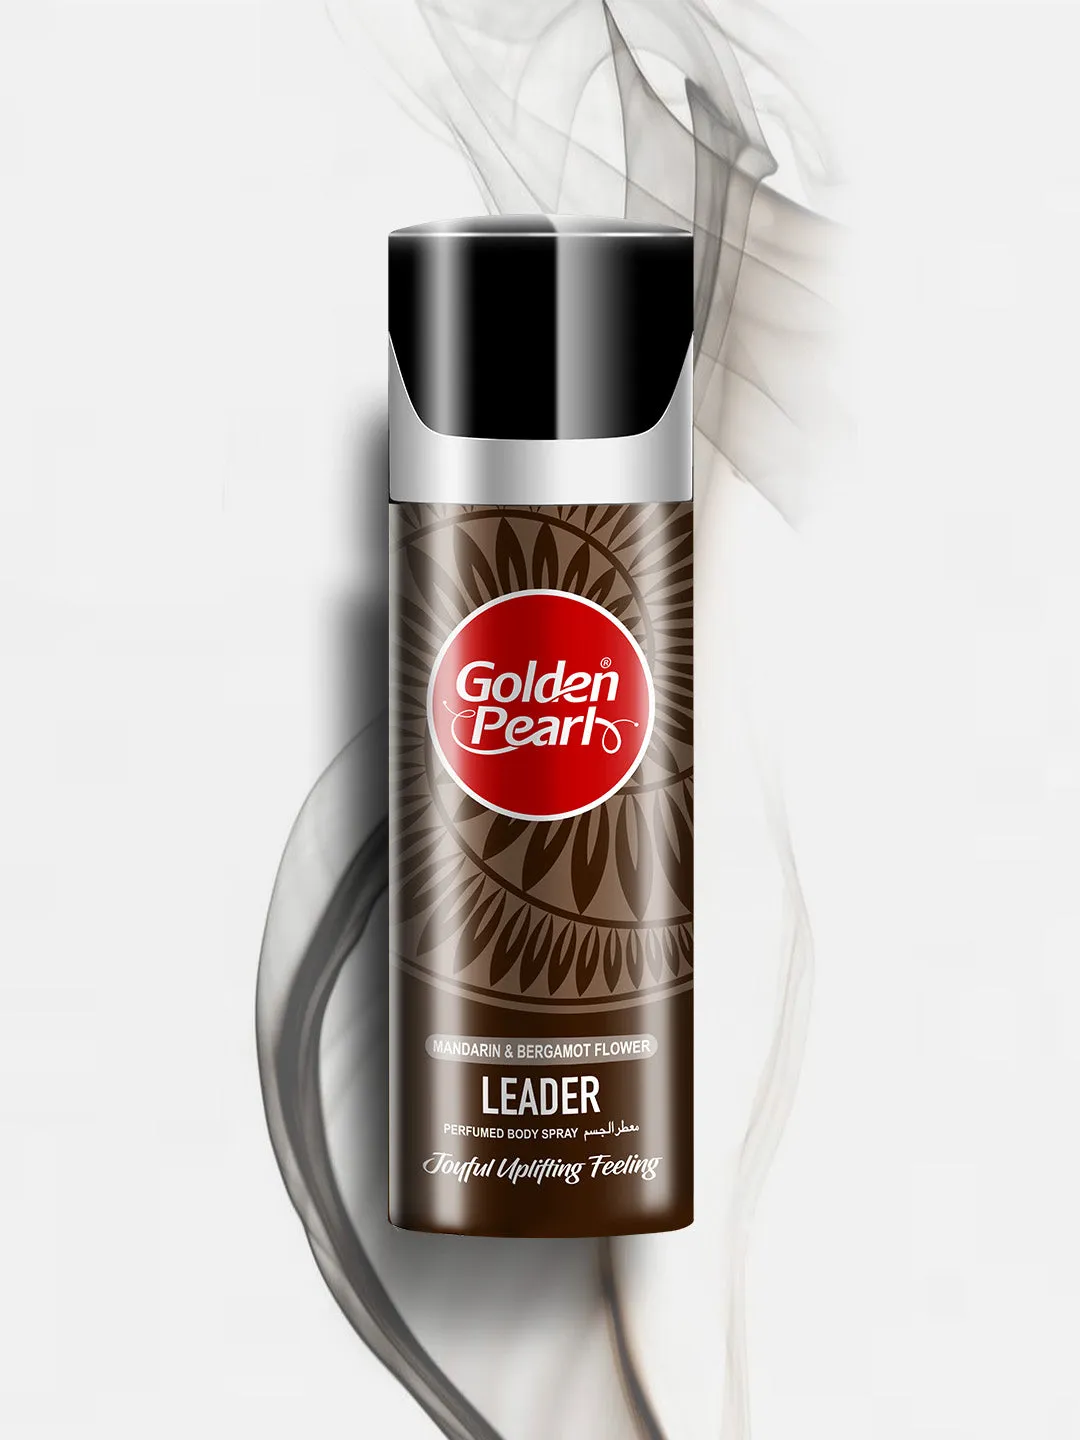 Golden®
Pearl
MANDARIN & BERGAMOT FLOWER
LEADER
PERFUMED BODY SPRAY معطر الجسم
Joyful Uplifting Feeling